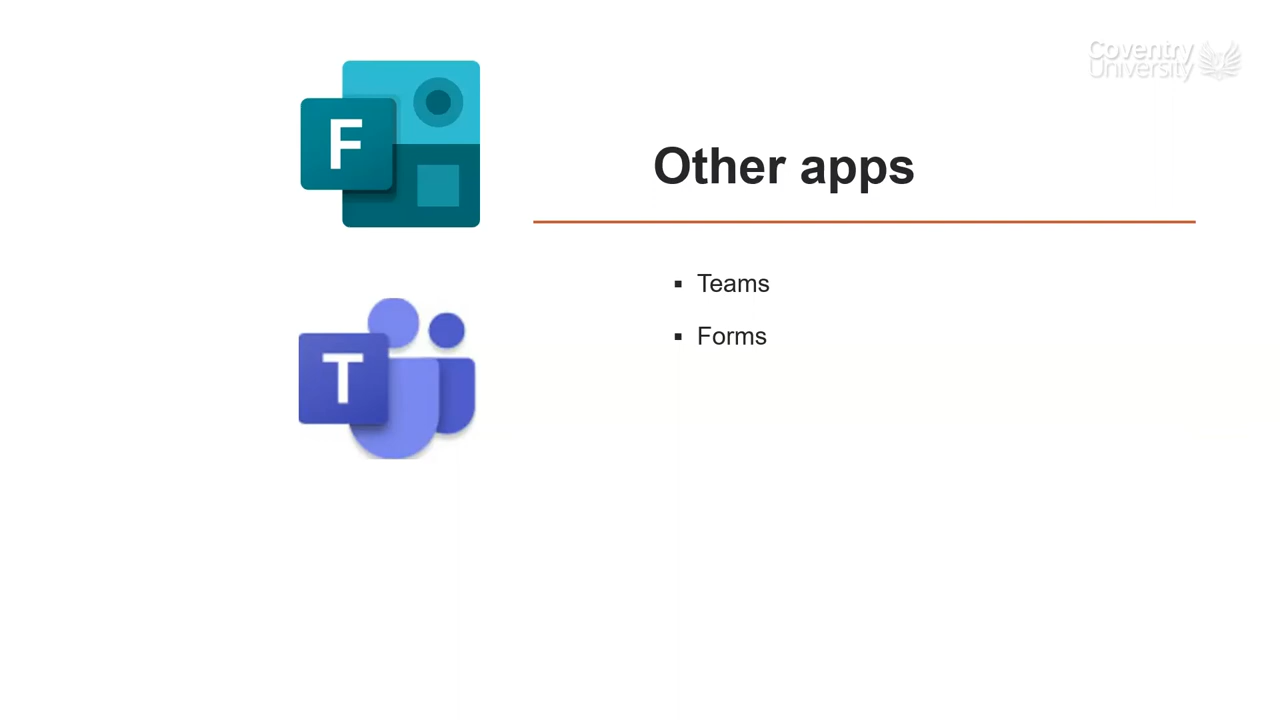 Coventry
University
F
Other apps
▪ Teams
▪ Forms
T